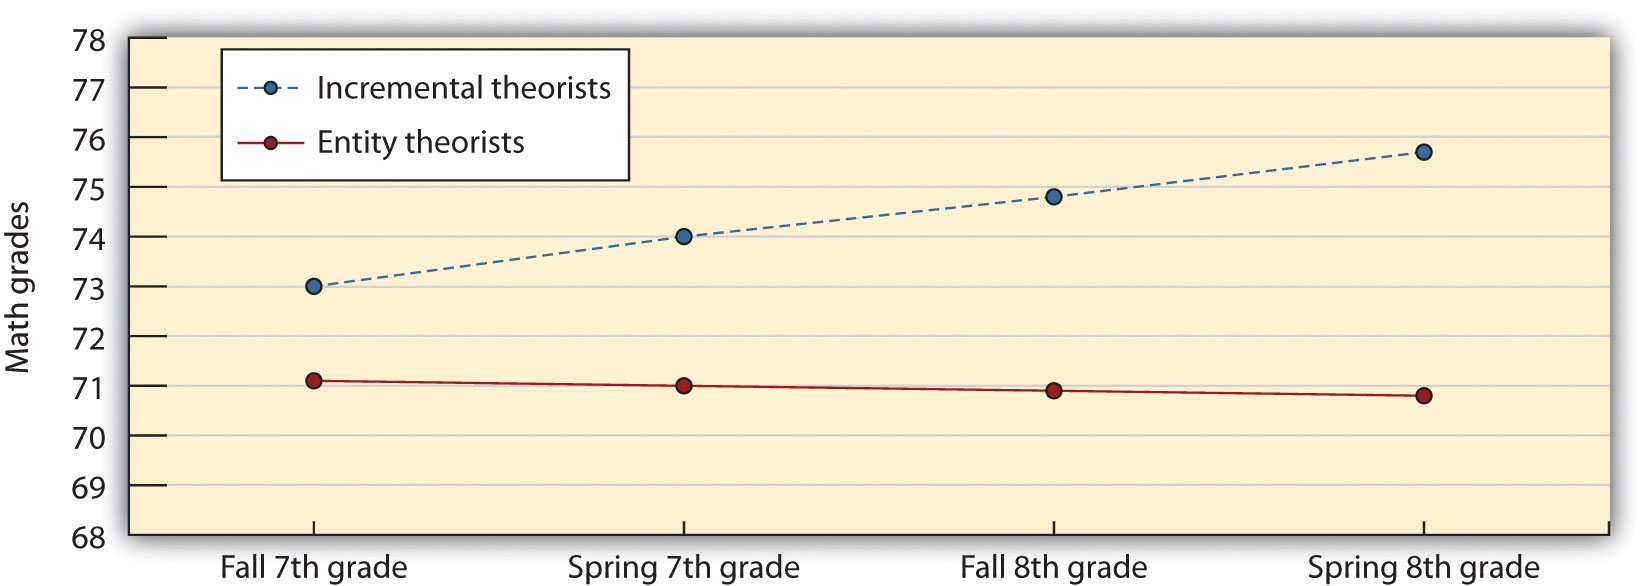 78
77
76
75
74
73
72
71
70
69
68
Math grades
Incremental theorists
Entity theorists
Fall 7th grade
Spring 7th grade
Fall 8th grade
Spring 8th grade